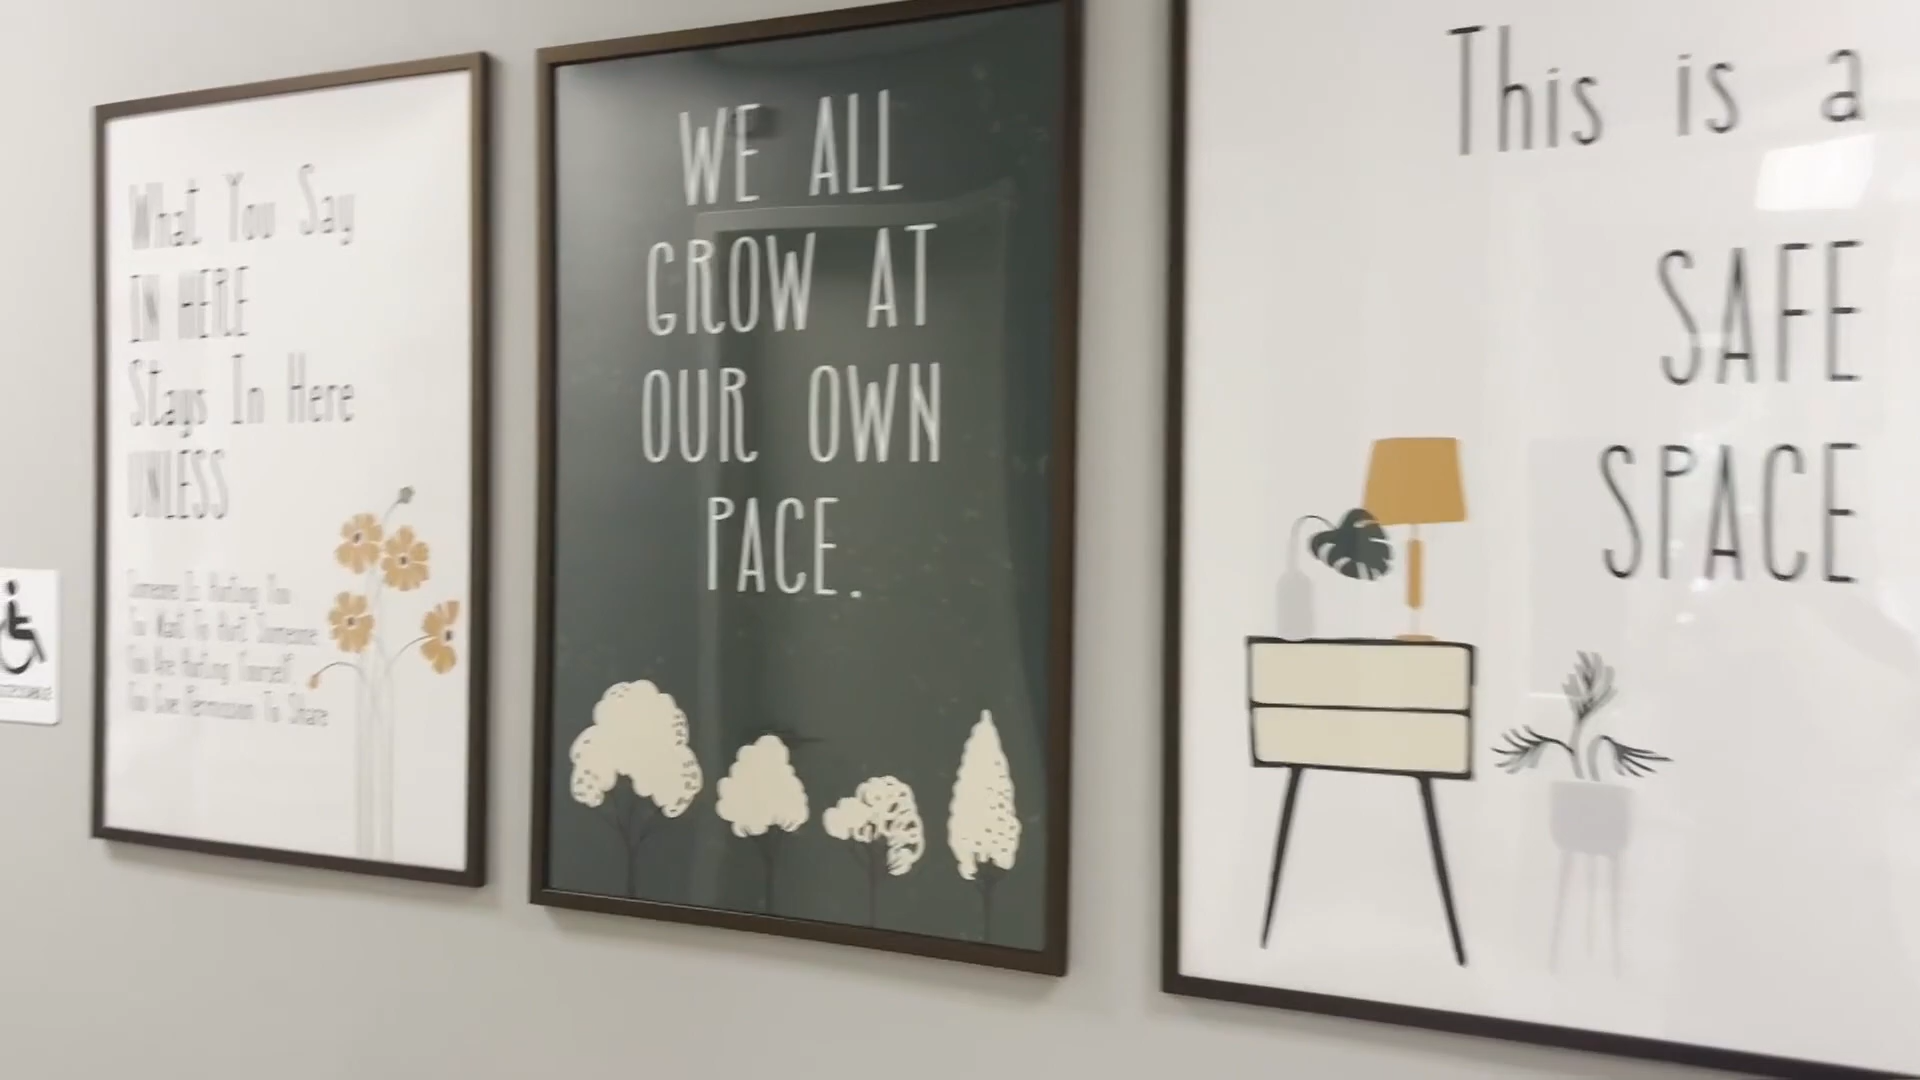 What You Say
IN HERE
Stays In Here
UNLESS
Someone Is Hurting You
You Want To Hurt Someone
You Are Hurting Yourself
You Give Permission To Share
WE ALL
GROW AT
OUR OWN
PACE.
This is a
SAFE
SPACE